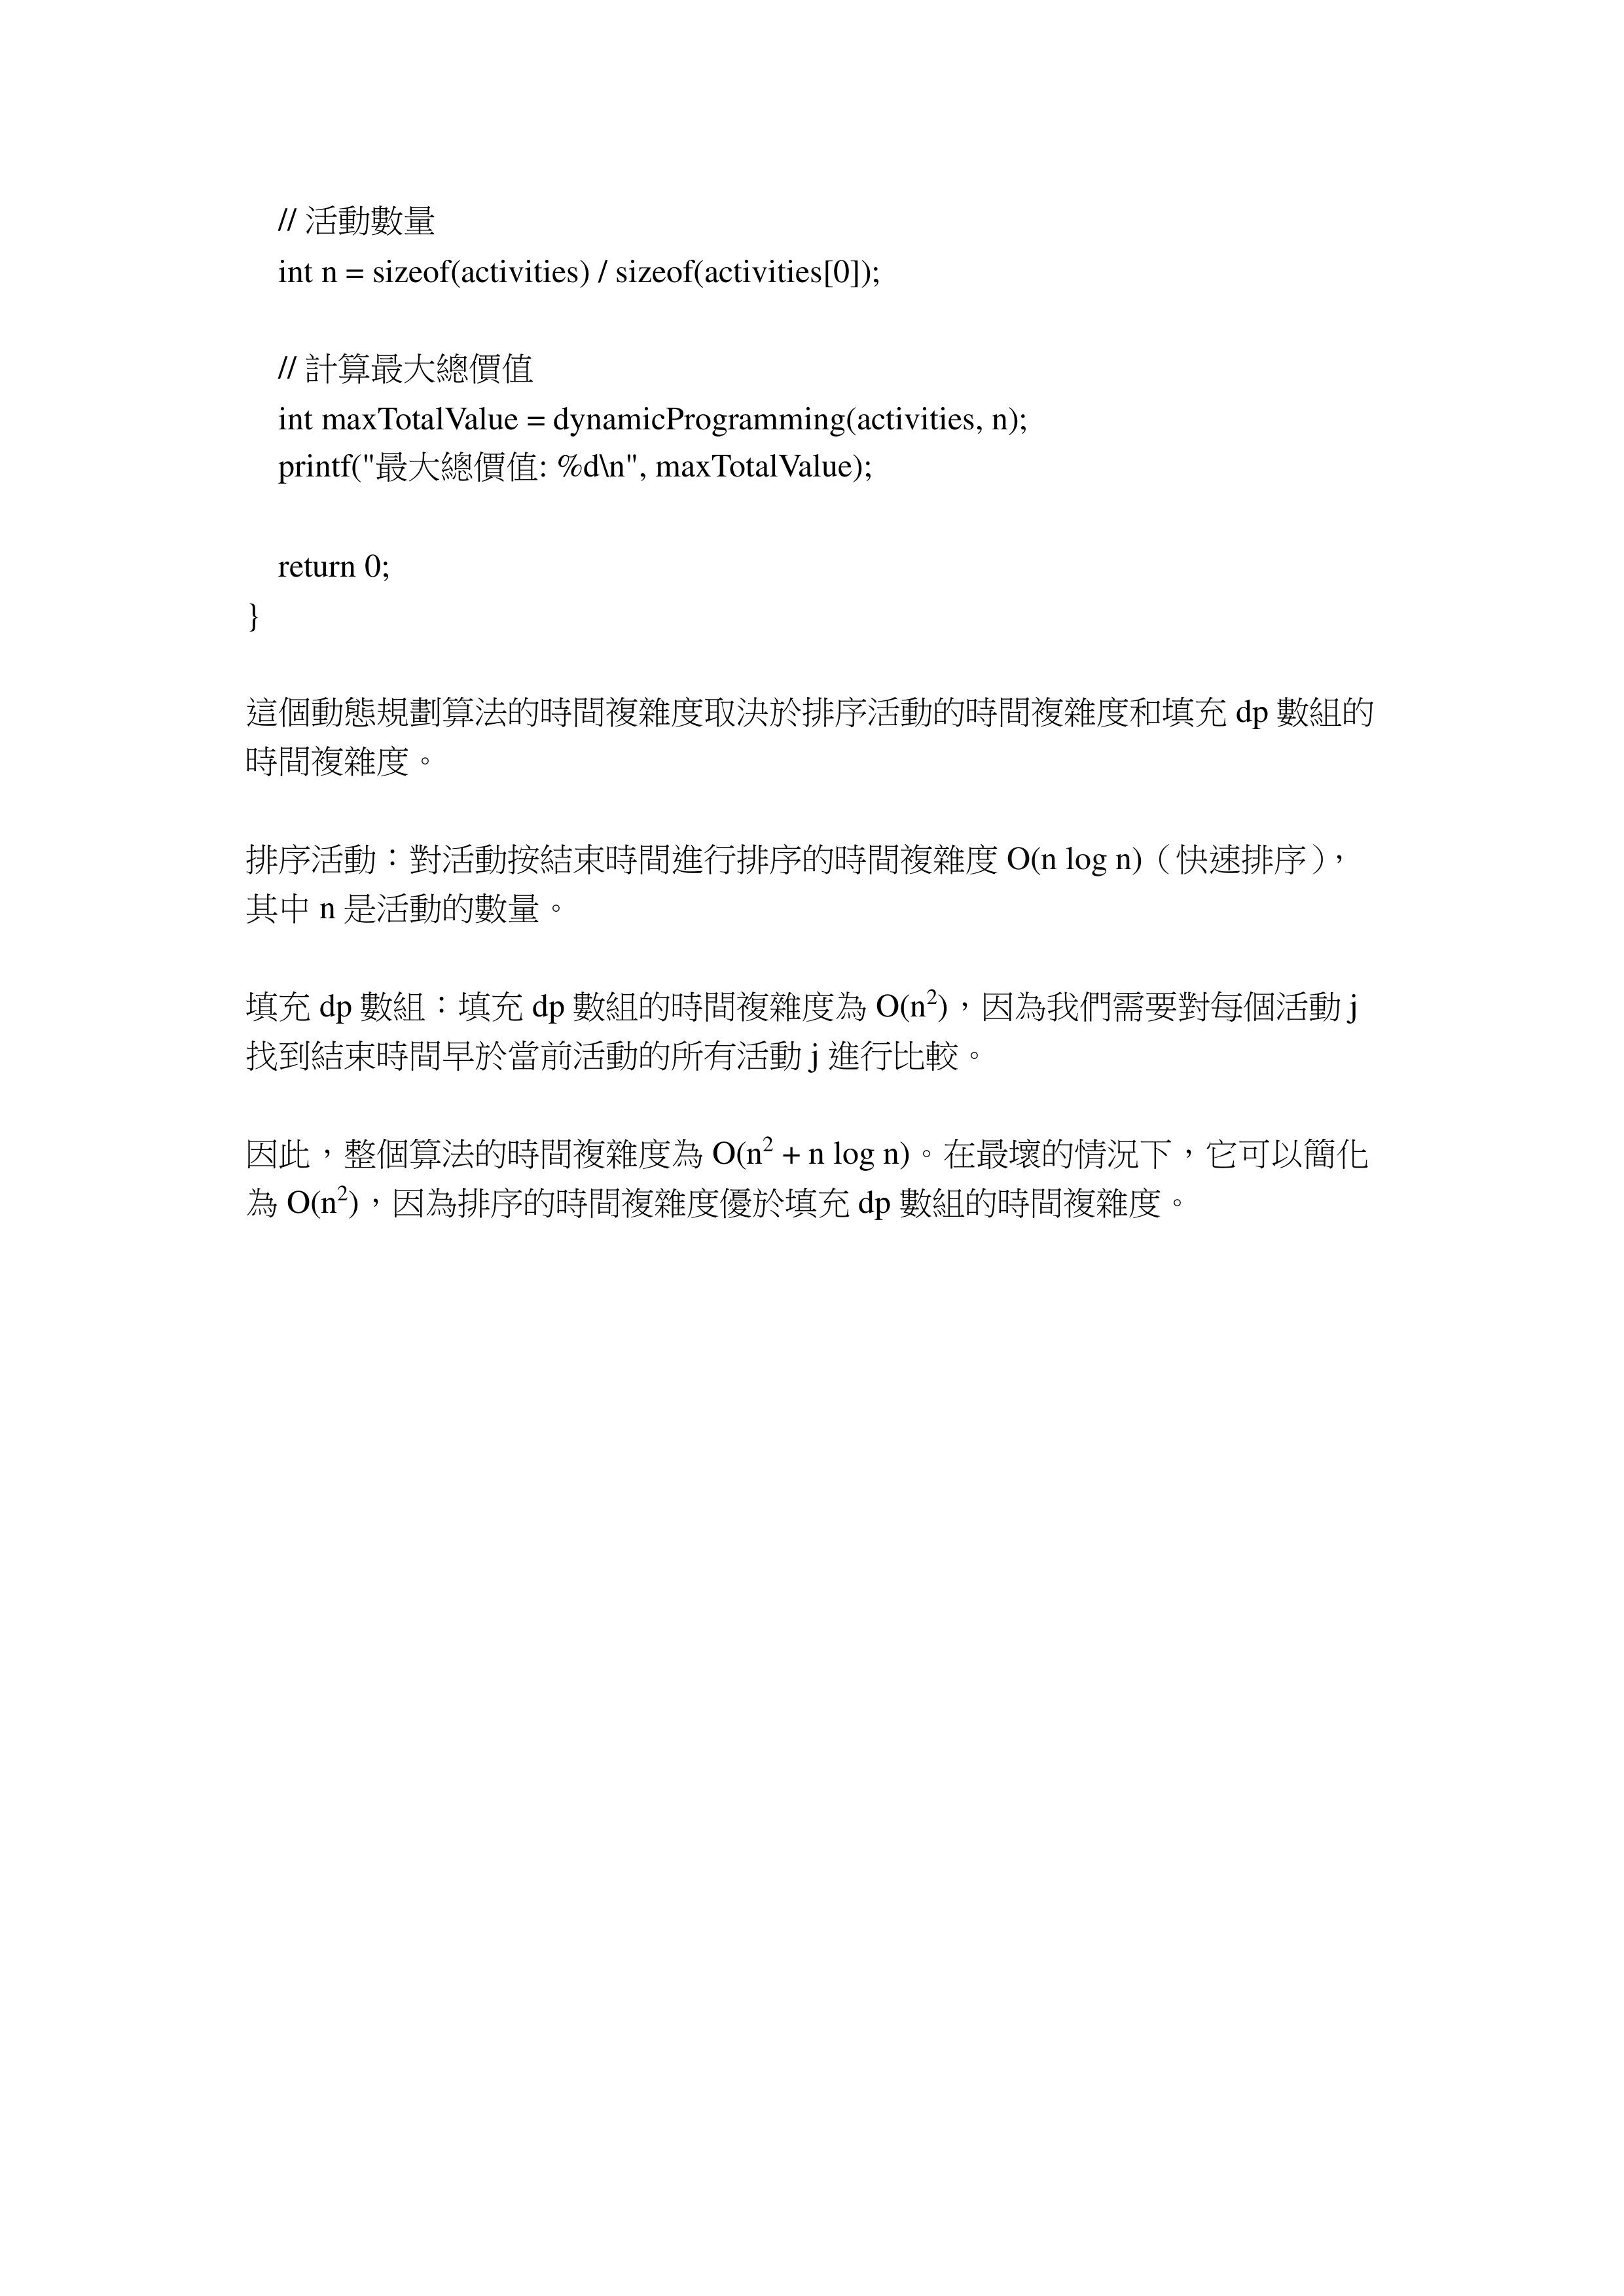 // 活動數量
int n = sizeof(activities) / sizeof(activities[0]);
// 計算最大總價值
int maxTotalValue = dynamicProgramming(activities, n);
printf("最大總價值: %d\n", maxTotalValue);
return 0;
}
這個動態規劃算法的時間複雜度取決於排序活動的時間複雜度和填充 dp 數組的
時間複雜度。
排序活動：對活動按結束時間進行排序的時間複雜度 O(n log n)（快速排序），
其中 n 是活動的數量。
填充 dp 數組：填充 dp 數組的時間複雜度為 O(n²)，因為我們需要對每個活動 j
找到結束時間早於當前活動的所有活動 j 進行比較。
因此，整個算法的時間複雜度為 O(n² + n log n)。在最壞的情況下，它可以簡化
為 O(n²)，因為排序的時間複雜度優於填充 dp 數組的時間複雜度。